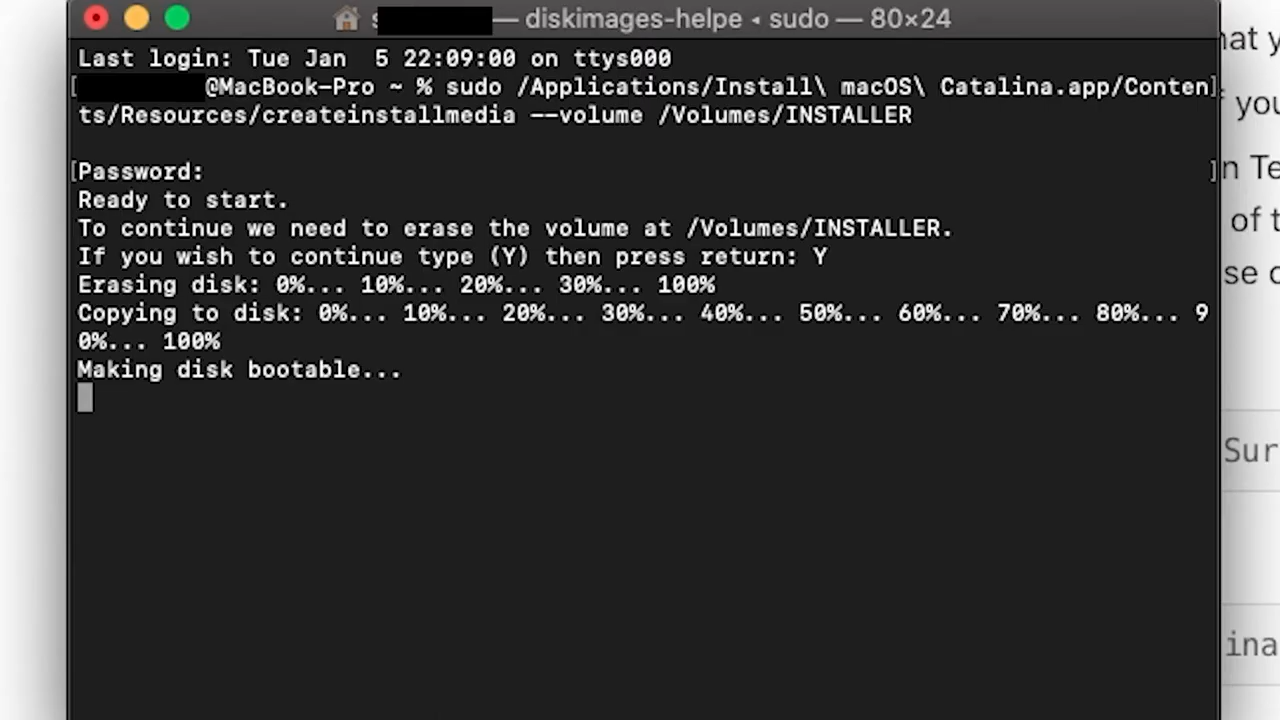 s — diskimages-helpe ◂ sudo — 80×24
Last login: Tue Jan  5 22:09:00 on ttys000
[@MacBook-Pro ~ % sudo /Applications/Install\ macOS\ Catalina.app/Conten]
ts/Resources/createinstallmedia --volume /Volumes/INSTALLER
[Password: ]
Ready to start.
To continue we need to erase the volume at /Volumes/INSTALLER.
If you wish to continue type (Y) then press return: Y
Erasing disk: 0%... 10%... 20%... 30%... 100%
Copying to disk: 0%... 10%... 20%... 30%... 40%... 50%... 60%... 70%... 80%... 9
0%... 100%
Making disk bootable...
you
of